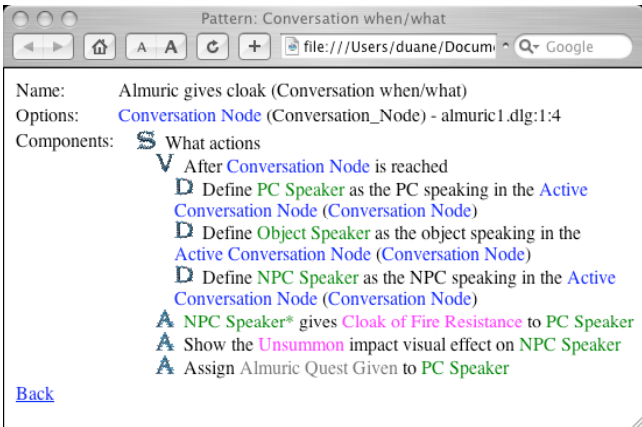 Pattern: Conversation when/what
A A C + file:///Users/duane/Docum Q Google
Name: Almuric gives cloak (Conversation when/what)
Options: Conversation Node (Conversation_Node) - almuric1.dlg:1:4
Components: S What actions
V After Conversation Node is reached
D Define PC Speaker as the PC speaking in the Active
Conversation Node (Conversation Node)
D Define Object Speaker as the object speaking in the
Active Conversation Node (Conversation Node)
D Define NPC Speaker as the NPC speaking in the Active
Conversation Node (Conversation Node)
A NPC Speaker* gives Cloak of Fire Resistance to PC Speaker
A Show the Unsummon impact visual effect on NPC Speaker
A Assign Almuric Quest Given to PC Speaker
Back